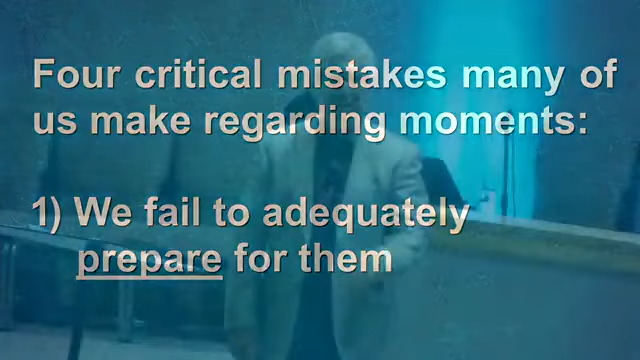 Four critical mistakes many of
us make regarding moments:
1) We fail to adequately
prepare for them